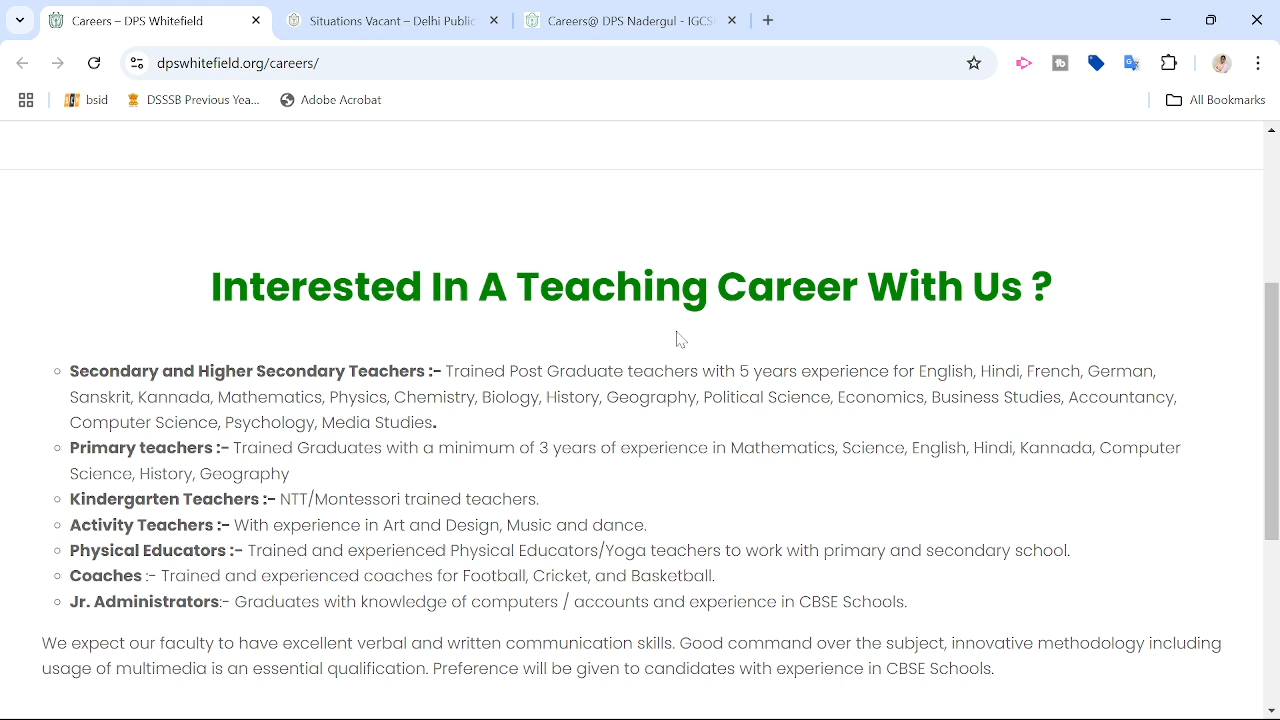 Careers – DPS Whitefield
Situations Vacant – Delhi Public
Careers@ DPS Nadergul - IGCS
dpswhitefield.org/careers/
bsid
DSSSB Previous Yea...
Adobe Acrobat
All Bookmarks
Interested In A Teaching Career With Us ?
Secondary and Higher Secondary Teachers :- Trained Post Graduate teachers with 5 years experience for English, Hindi, French, German,
Sanskrit, Kannada, Mathematics, Physics, Chemistry, Biology, History, Geography, Political Science, Economics, Business Studies, Accountancy,
Computer Science, Psychology, Media Studies.
Primary teachers :- Trained Graduates with a minimum of 3 years of experience in Mathematics, Science, English, Hindi, Kannada, Computer
Science, History, Geography
Kindergarten Teachers :- NTT/Montessori trained teachers.
Activity Teachers :- With experience in Art and Design, Music and dance.
Physical Educators :- Trained and experienced Physical Educators/Yoga teachers to work with primary and secondary school.
Coaches :- Trained and experienced coaches for Football, Cricket, and Basketball.
Jr. Administrators:- Graduates with knowledge of computers / accounts and experience in CBSE Schools.
We expect our faculty to have excellent verbal and written communication skills. Good command over the subject, innovative methodology including
usage of multimedia is an essential qualification. Preference will be given to candidates with experience in CBSE Schools.